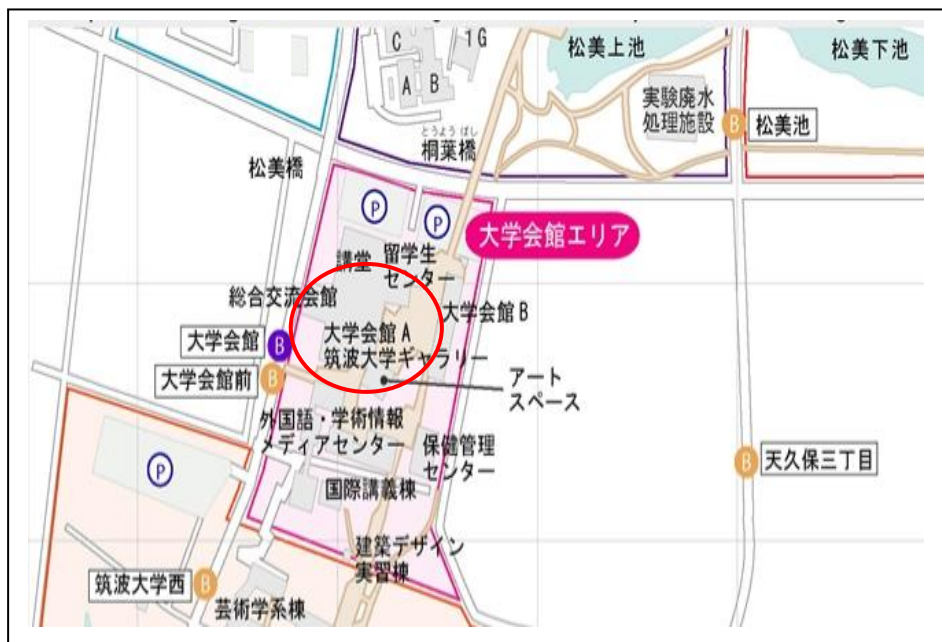 C
1G
A
B
松美上池
松美下池
実験廃水
処理施設
B
松美池
とうようばし
桐葉橋
松美橋
P
P
大学会館エリア
講堂
留学生
センター
総合交流会館
大学会館B
大学会館
B
大学会館A
筑波大学ギャラリー
大学会館前
B
アート
スペース
外国語・学術情報
メディアセンター
保健管理
センター
B
天久保三丁目
P
国際講義棟
建築デザイン
実習棟
筑波大学西
B
芸術学系棟